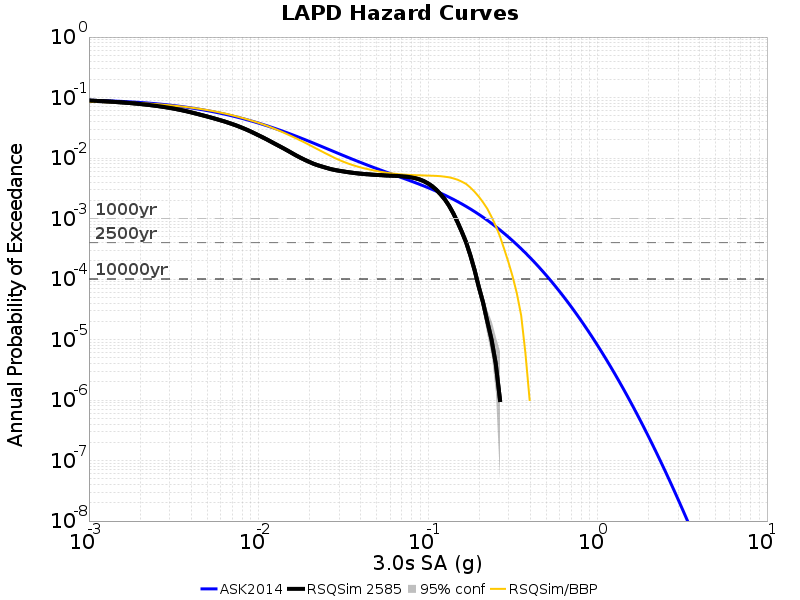 LAPD Hazard Curves
Annual Probability of Exceedance
10^0
10^-1
10^-2
10^-3
10^-4
10^-5
10^-6
10^-7
10^-8
1000yr
2500yr
10000yr
10^-3 10^-2 10^-1 10^0 10^1
3.0s SA (g)
ASK2014 RSQSim 2585 95% conf RSQSim/BBP